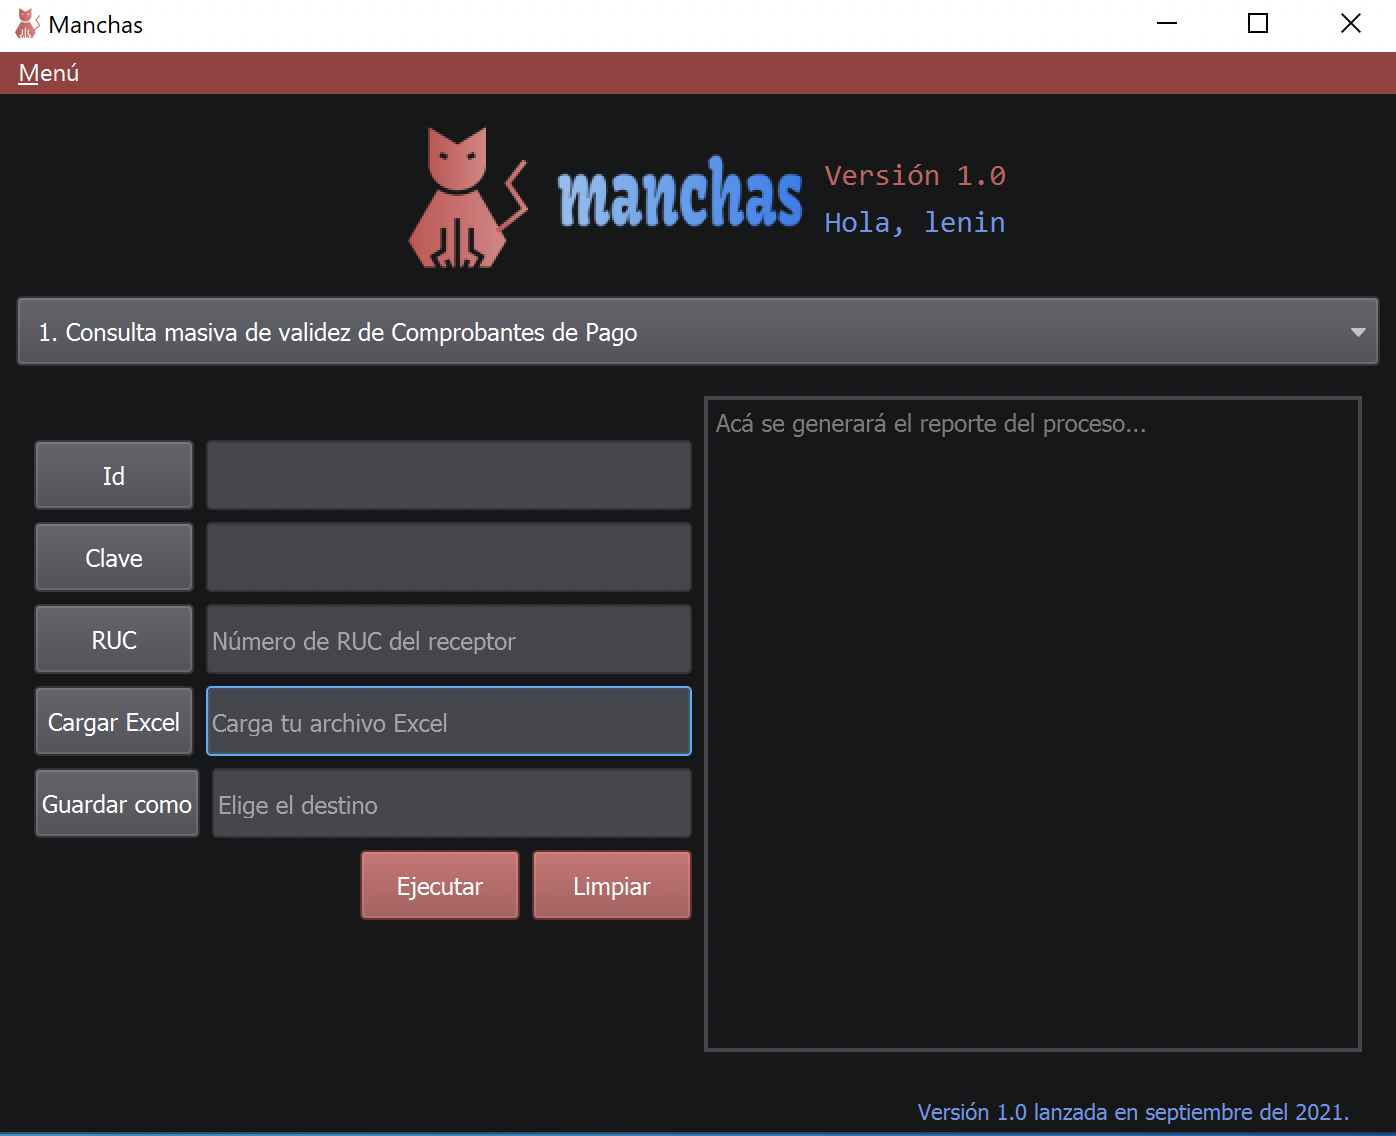 Manchas
Menú
manchas
Versión 1.0
Hola, lenin
1. Consulta masiva de validez de Comprobantes de Pago
Acá se generará el reporte del proceso...
Id
Clave
RUC
Número de RUC del receptor
Cargar Excel
Carga tu archivo Excel
Guardar como
Elige el destino
Ejecutar
Limpiar
Versión 1.0 lanzada en septiembre del 2021.